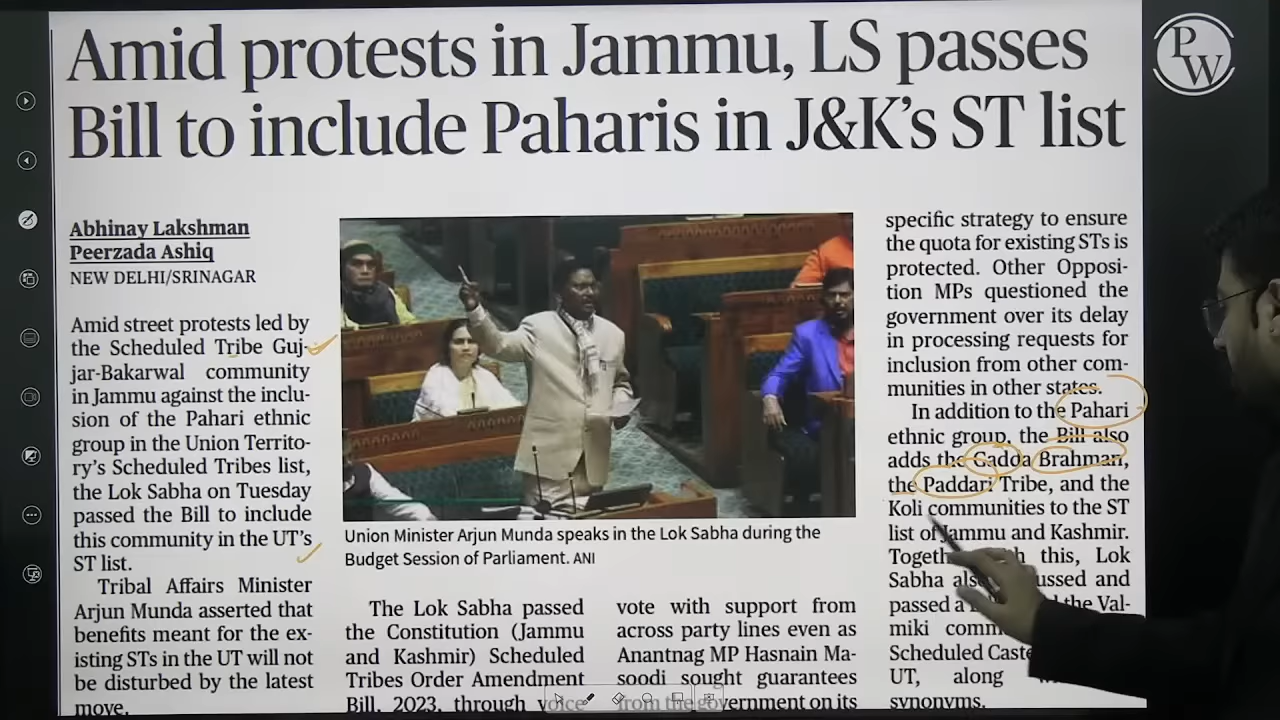 Amid protests in Jammu, LS passes
Bill to include Paharis in J&K's ST list
PW
Abhinay Lakshman
Peerzada Ashiq
NEW DELHI/SRINAGAR
Amid street protests led by
the Scheduled Tribe Guj-
jar-Bakarwal community
in Jammu against the inclu-
sion of the Pahari ethnic
group in the Union Territo-
ry's Scheduled Tribes list,
the Lok Sabha on Tuesday
passed the Bill to include
this community in the UT's
ST list.
Tribal Affairs Minister
Arjun Munda asserted that
benefits meant for the ex-
isting STs in the UT will not
be disturbed by the latest
move.
Union Minister Arjun Munda speaks in the Lok Sabha during the
Budget Session of Parliament. ANI
The Lok Sabha passed
the Constitution (Jammu
and Kashmir) Scheduled
Tribes Order Amendment
Bill, 2023, through voice
vote with support from
across party lines even as
Anantnag MP Hasnain Ma-
soodi sought guarantees
from the government on its
specific strategy to ensure
the quota for existing STs is
protected. Other Opposi-
tion MPs questioned the
government over its delay
in processing requests for
inclusion from other com-
munities in other states.
In addition to the Pahari
ethnic group, the Bill also
adds the Gadda Brahman,
the Paddari Tribe, and the
Koli communities to the ST
list of Jammu and Kashmir.
this, Lok
Sabha and
passed a the Val-
miki
Scheduled Caste
UT, along
synonyms.